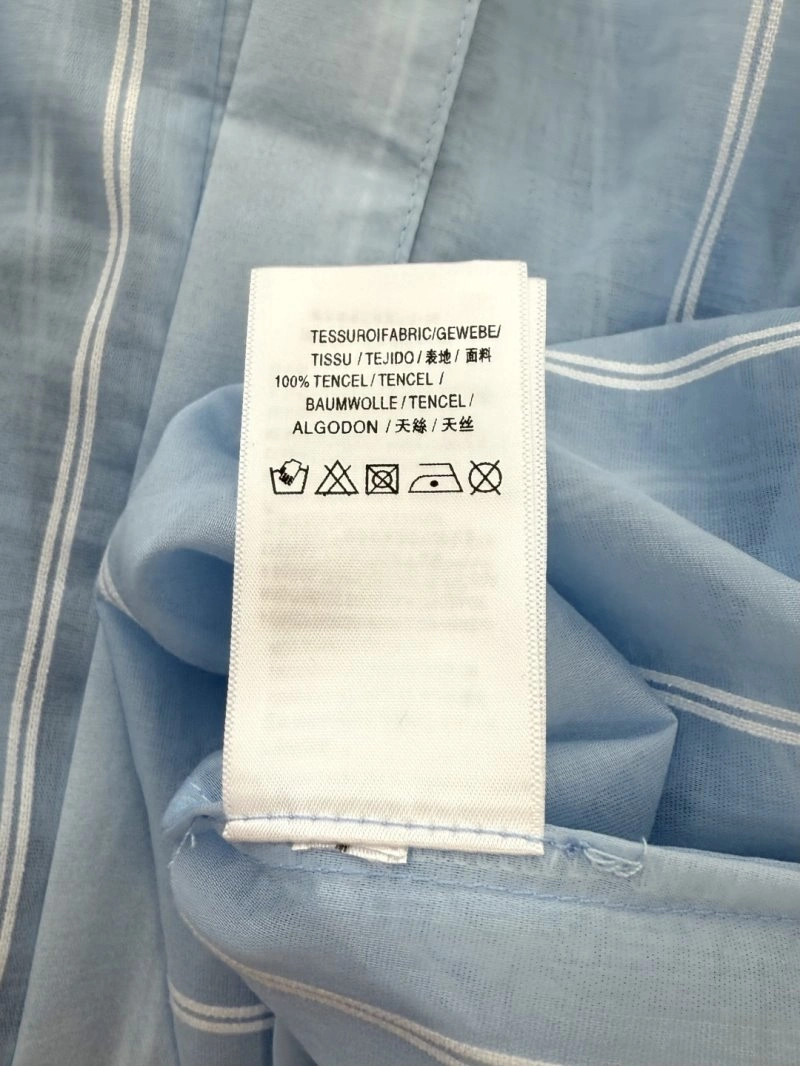 TESSUROIFABRIC/GEWEBE/
TISSU / TEJIDO / 表地 / 面料
100% TENCEL / TENCEL /
BAUMWOLLE / TENCEL /
ALGODON / 天絲 / 天丝